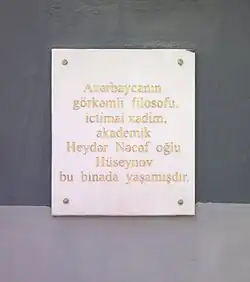 Azərbaycanın
görkəmli filosofu,
ictimai xadim,
akademik
Heydər Nəcəf oğlu
Hüseynov
bu binada yaşamışdır.